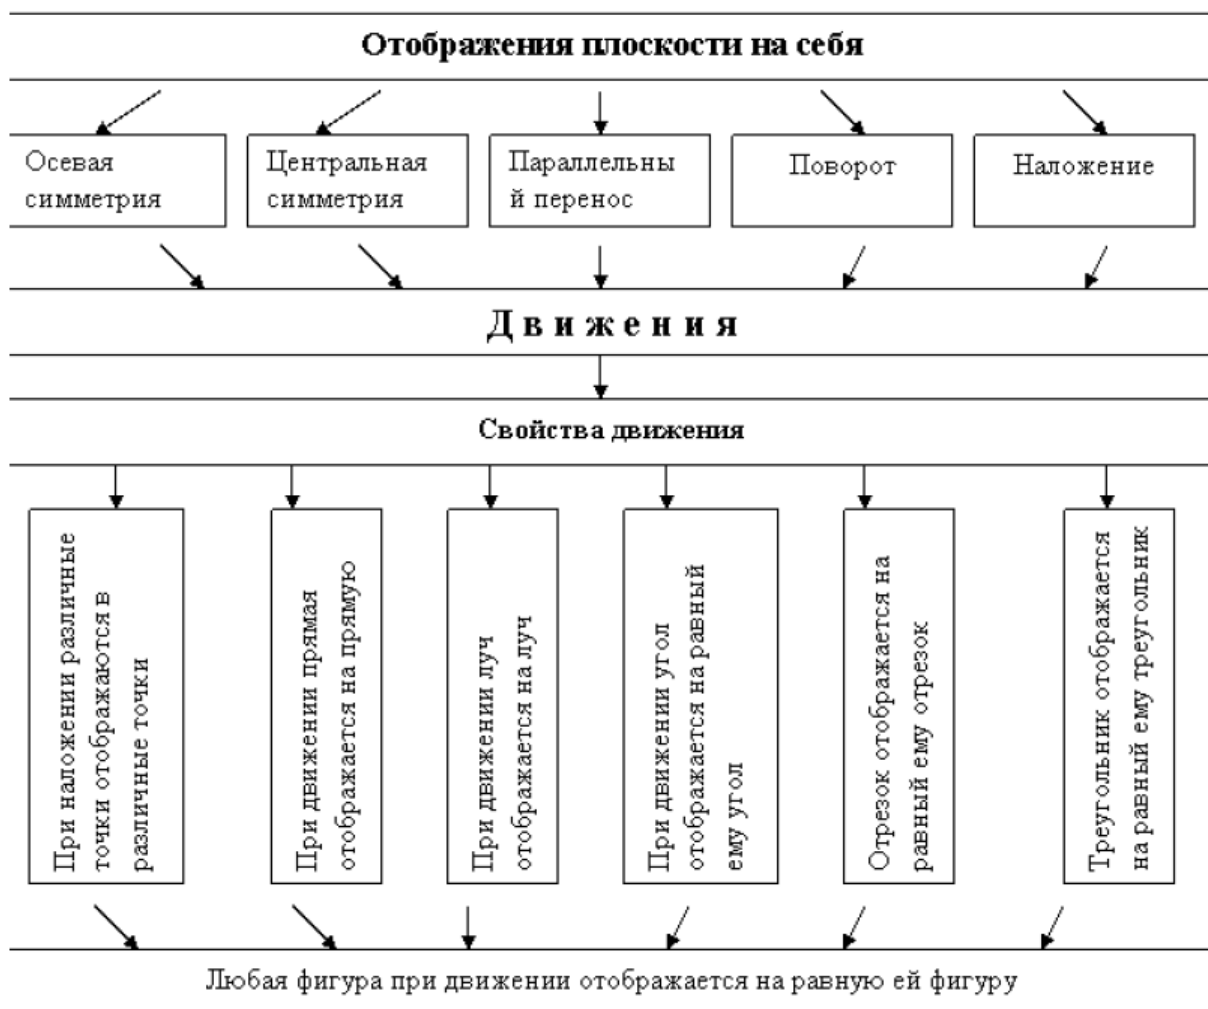 Отображения плоскости на себя
Осевая
симметрия
Центральная
симметрия
Параллельны
й перенос
Поворот
Наложение
Движения
Свойства движения
При наложении различные
точки отображаются в
различные точки
При движении прямая
отображается на прямую
При движении луч
отображается на луч
При движении угол
отображается на равный
ему угол
Отрезок отображается на
равный ему отрезок
Треугольник отображается
на равный ему треугольник
Любая фигура при движении отображается на равную ей фигуру